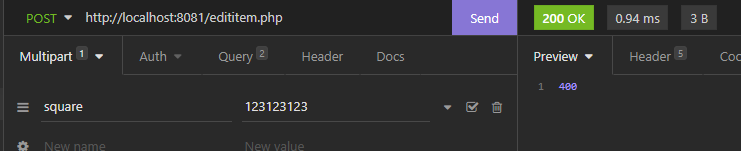 POST http://localhost:8081/edititem.php Send 200 OK 0.94 ms 3 B
Multipart 1 Auth Query 2 Header Docs Preview Header 5 Coo
square 123123123 1 400
New name New value